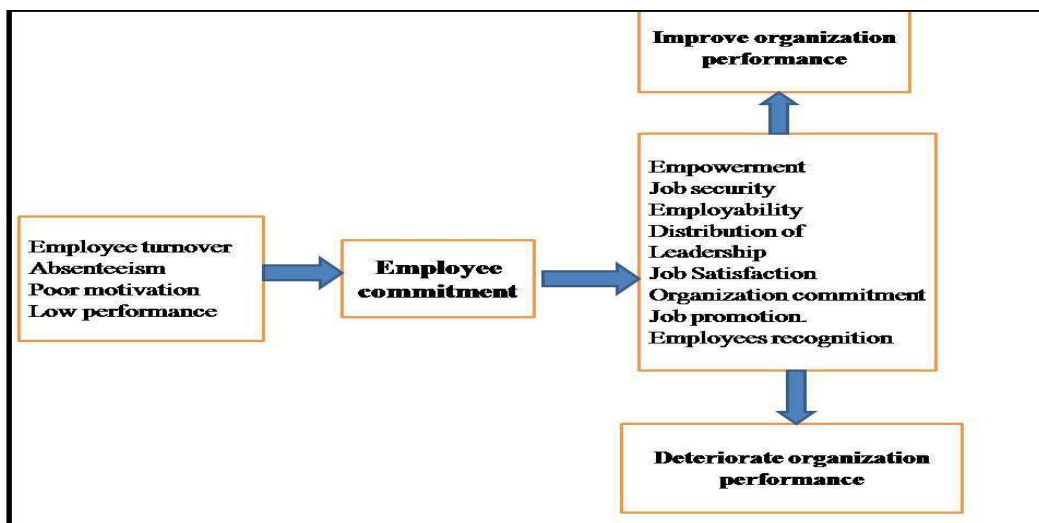 Improve organization
performance
Empowerment
Job security
Employability
Distribution of
Leadership
Job Satisfaction
Organization commitment
Job promotion.
Employees recognition
Employee turnover
Absenteeism
Poor motivation
Low performance
Employee
commitment
Deteriorate organization
performance